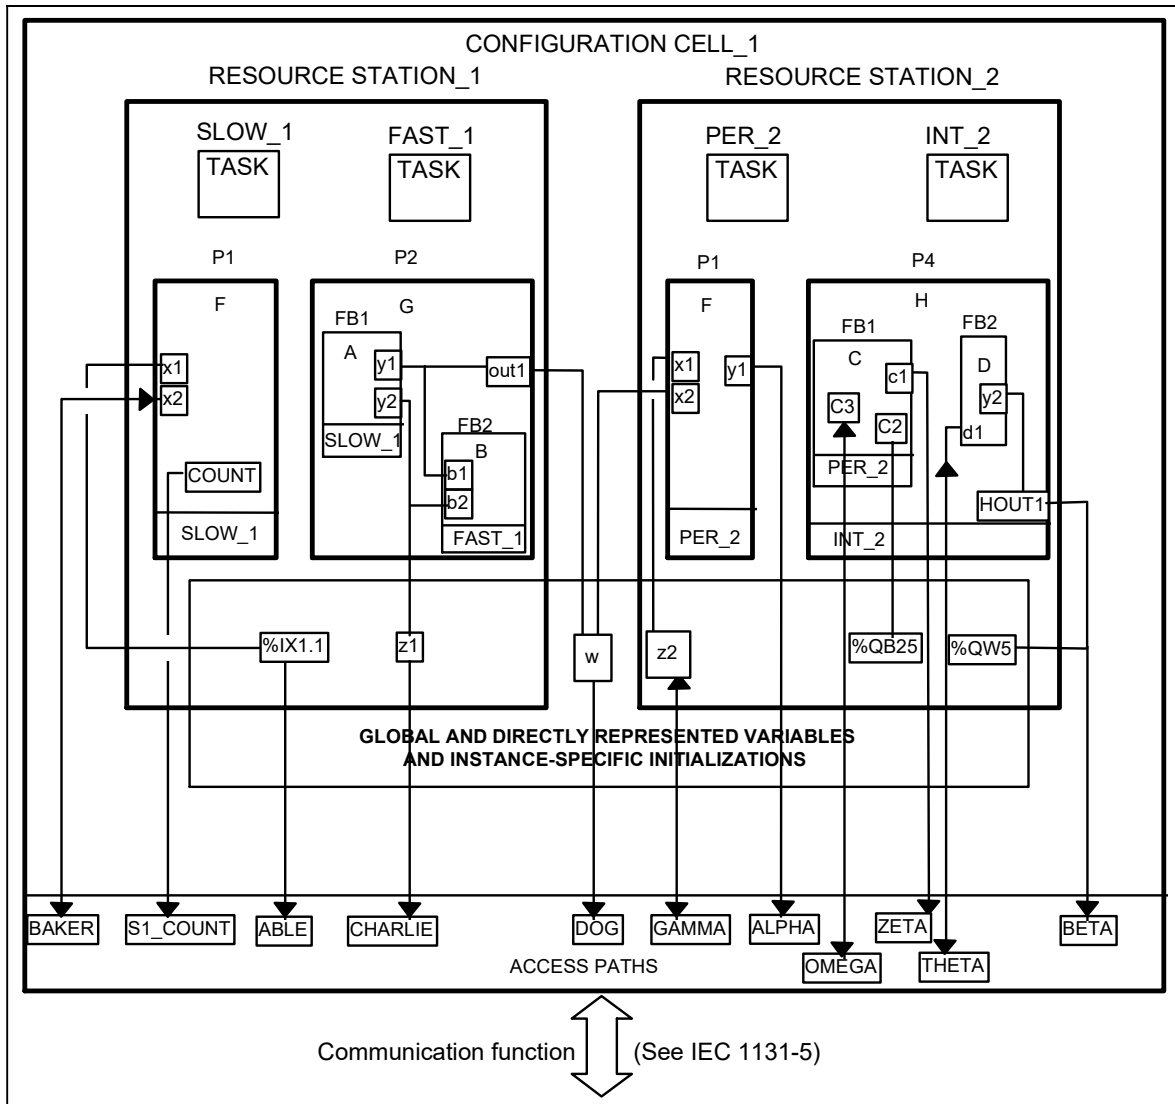 CONFIGURATION CELL_1
RESOURCE STATION_1
RESOURCE STATION_2
SLOW_1
FAST_1
PER_2
INT_2
TASK
TASK
TASK
TASK
P1
P2
P1
P4
F
G
F
H
FB1
FB1
FB2
A
C
D
x1
y1
out1
x1
y1
c1
x2
y2
x2
C3
y2
FB2
C2
d1
SLOW_1
B
PER_2
COUNT
b1
b2
HOUT1
SLOW_1
FAST_1
PER_2
INT_2
%IX1.1
z1
w
z2
%QB25
%QW5
GLOBAL AND DIRECTLY REPRESENTED VARIABLES
AND INSTANCE-SPECIFIC INITIALIZATIONS
BAKER
S1_COUNT
ABLE
CHARLIE
DOG
GAMMA
ALPHA
ZETA
BETA
ACCESS PATHS
OMEGA
THETA
Communication function
(See IEC 1131-5)